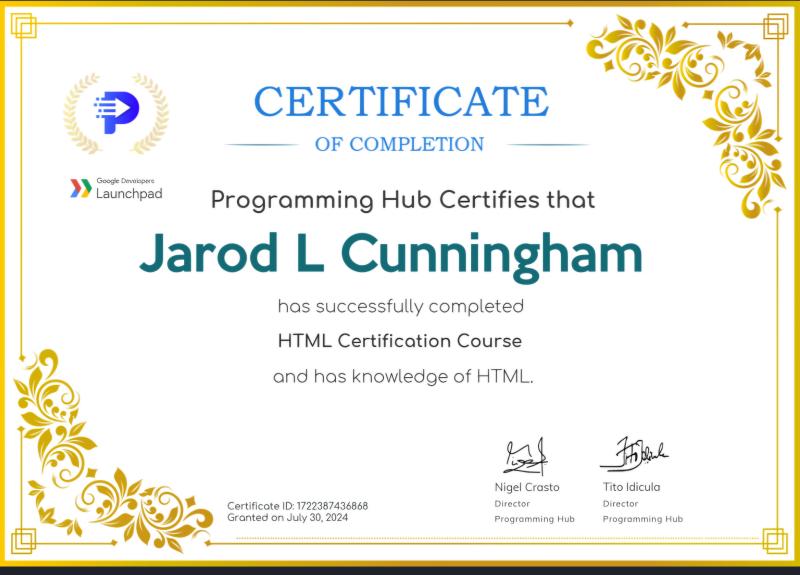 CERTIFICATE
OF COMPLETION
Google Developers
Launchpad
Programming Hub Certifies that
Jarod L Cunningham
has successfully completed
HTML Certification Course
and has knowledge of HTML.
Nigel Crasto
Director
Programming Hub
Tito Idicula
Director
Programming Hub
Certificate ID: 1722387436868
Granted on July 30, 2024